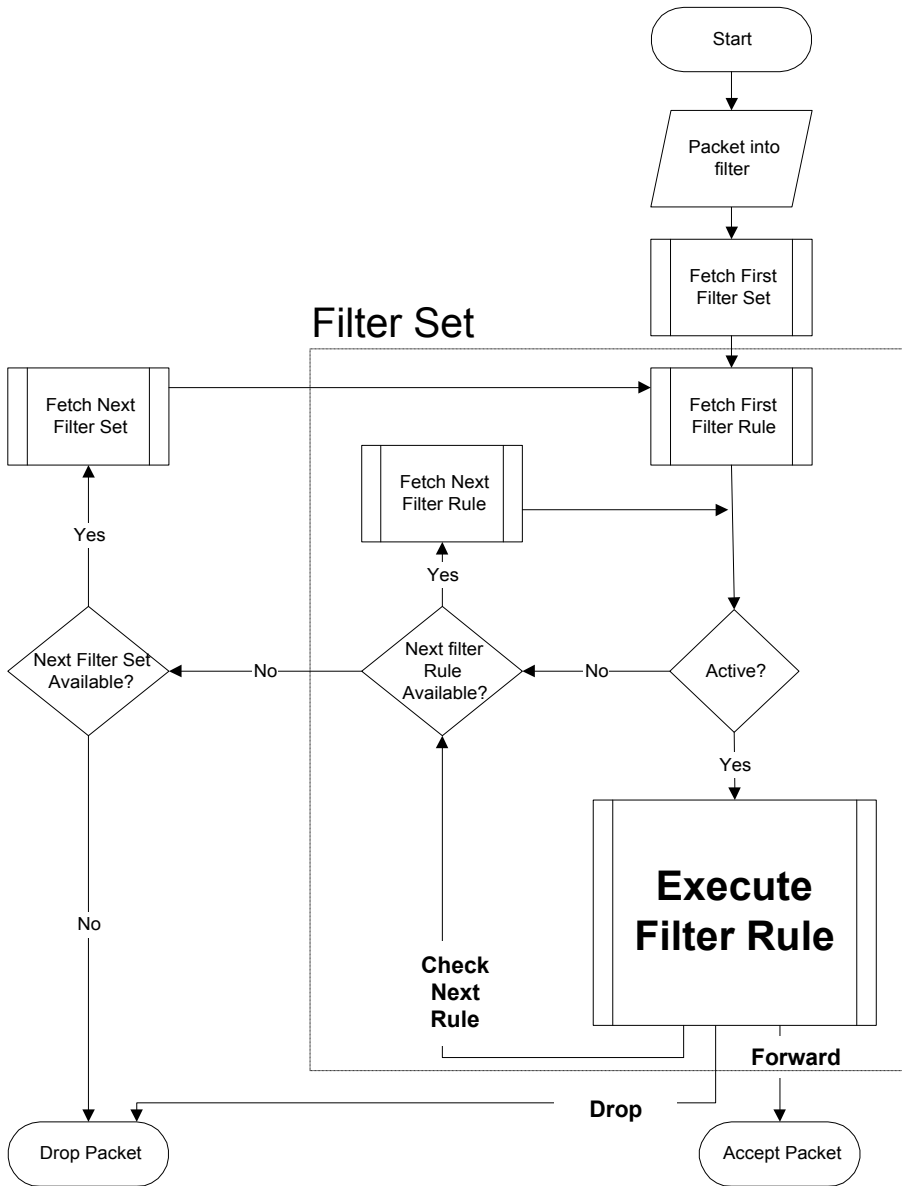 Start
Packet into
filter
Fetch First
Filter Set
Filter Set
Fetch Next
Filter Set
Fetch First
Filter Rule
Fetch Next
Filter Rule
Yes
Yes
Next Filter Set
Available?
No
Next filter
Rule
Available?
No
Active?
Yes
Execute
Filter Rule
No
Check
Next
Rule
Forward
Drop
Drop Packet
Accept Packet